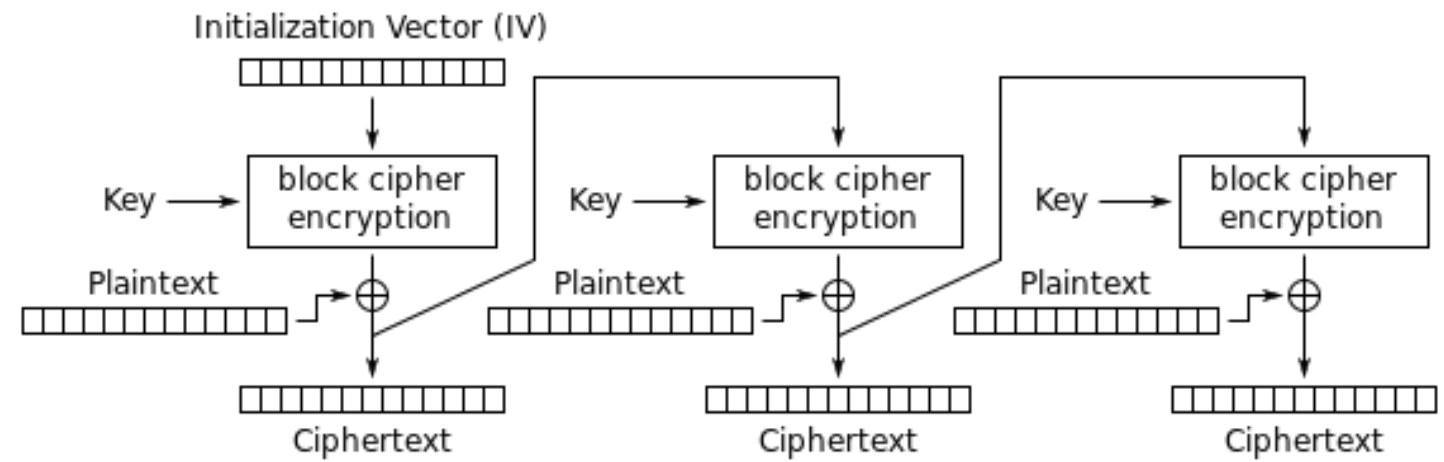 Initialization Vector (IV)
block cipher
encryption
block cipher
encryption
block cipher
encryption
Key
Key
Key
Plaintext
Plaintext
Plaintext
Ciphertext
Ciphertext
Ciphertext